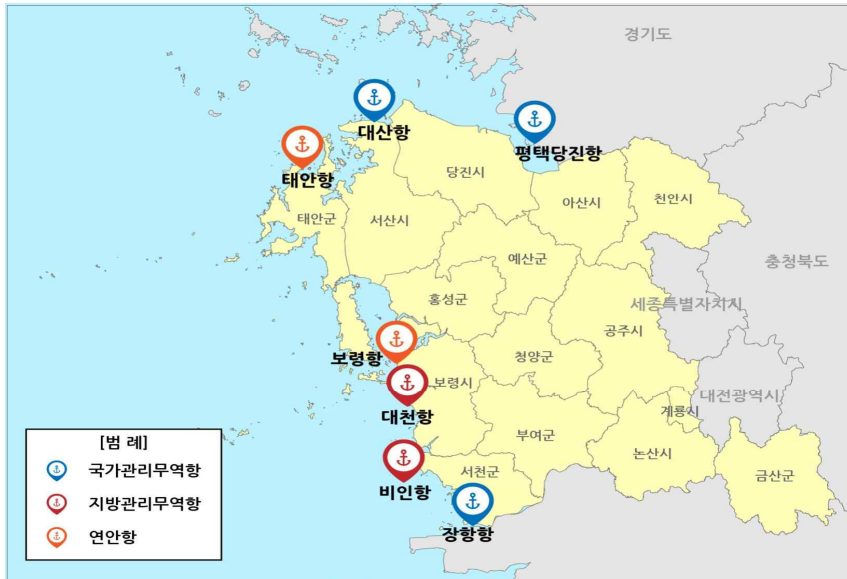 경기도
대산항
평택당진항
태안항
당진시
아산시
천안시
태안군
서산시
예산군
충청북도
홍성군
세종특별자치시
공주시
보령항
청양군
보령시
대전광역시
대천항
계룡시
부여군
논산시
서천군
금산군
비인항
장항항
[범 례]
국가관리무역항
지방관리무역항
연안항